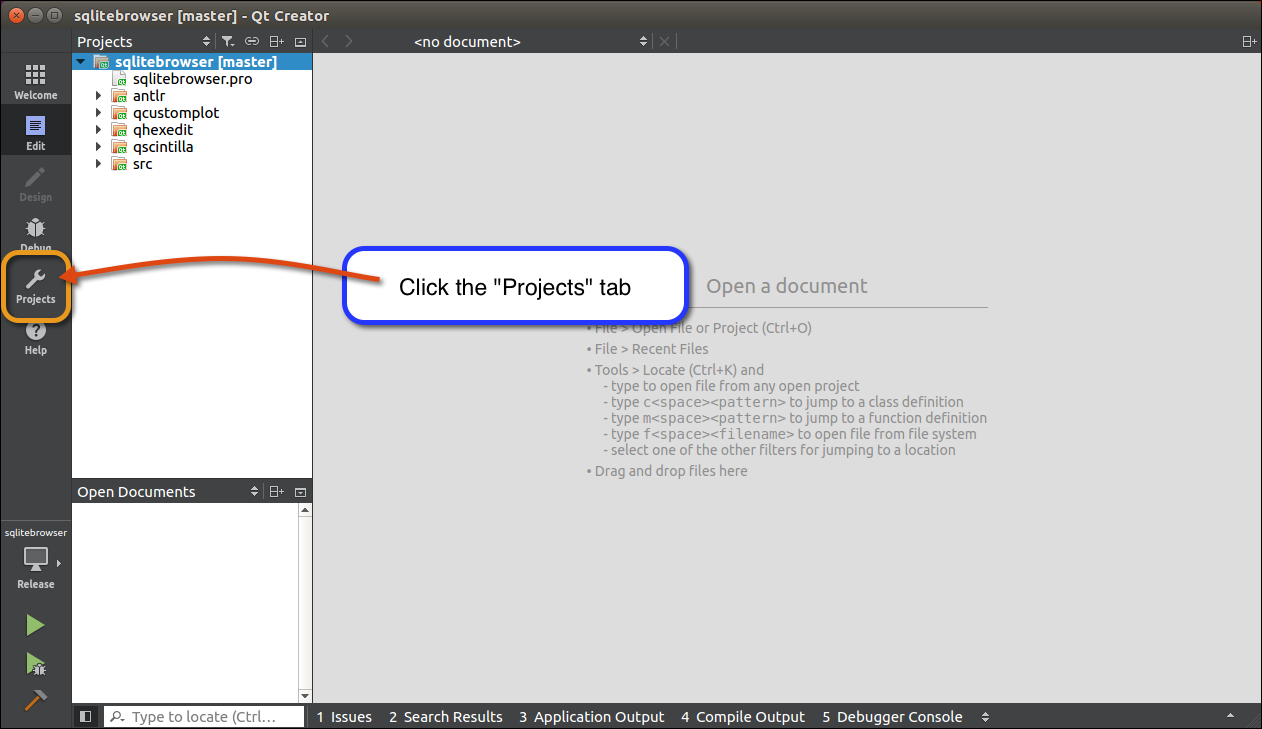 sqlitebrowser [master] - Qt Creator
Projects
<no document>
Welcome
Edit
Design
Debug
Projects
Help
sqlitebrowser [master]
sqlitebrowser.pro
antlr
qcustomplot
qhexedit
qscintilla
src
Click the "Projects" tab
Open a document
• File > Open File or Project (Ctrl+O)
• File > Recent Files
• Tools > Locate (Ctrl+K) and
- type to open file from any open project
- type c<space><pattern> to jump to a class definition
- type m<space><pattern> to jump to a function definition
- type f<space><filename> to open file from file system
- select one of the other filters for jumping to a location
• Drag and drop files here
Open Documents
sqlitebrowser
Release
Type to locate (Ctrl...
1 Issues 2 Search Results 3 Application Output 4 Compile Output 5 Debugger Console